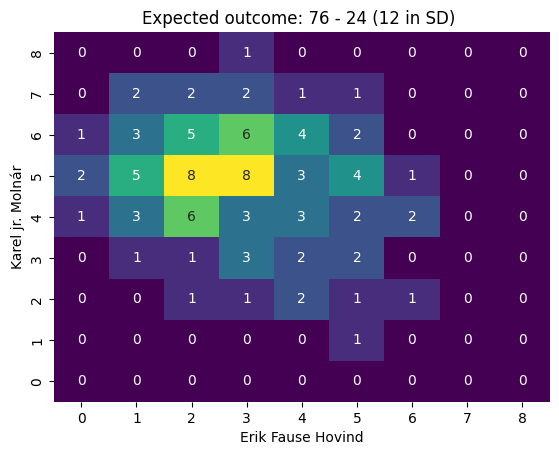 Expected outcome: 76 - 24 (12 in SD)
8 0 0 0 1 0 0 0 0 0
7 0 2 2 2 1 1 0 0 0
6 1 3 5 6 4 2 0 0 0
5 2 5 8 8 3 4 1 0 0
4 1 3 6 3 3 2 2 0 0
3 0 1 1 3 2 2 0 0 0
2 0 0 1 1 2 1 1 0 0
1 0 0 0 0 0 1 0 0 0
0 0 0 0 0 0 0 0 0 0
0 1 2 3 4 5 6 7 8
Karel jr. Molnár
Erik Fause Hovind